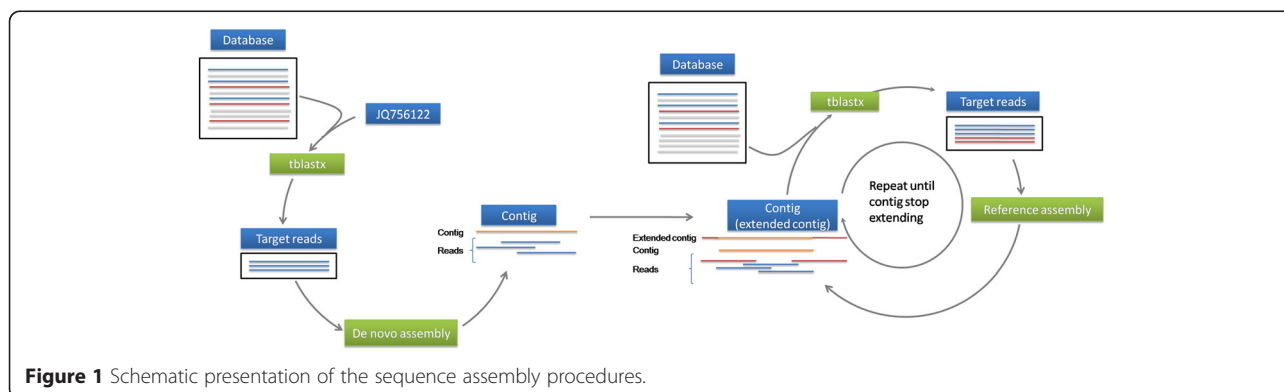 Database
JQ756122
tblastx
Target reads
De novo assembly
Contig
Contig
Reads
Database
tblastx
Target reads
Reference assembly
Repeat until
contig stop
extending
Contig
(extended contig)
Extended contig
Contig
Reads
Figure 1 Schematic presentation of the sequence assembly procedures.